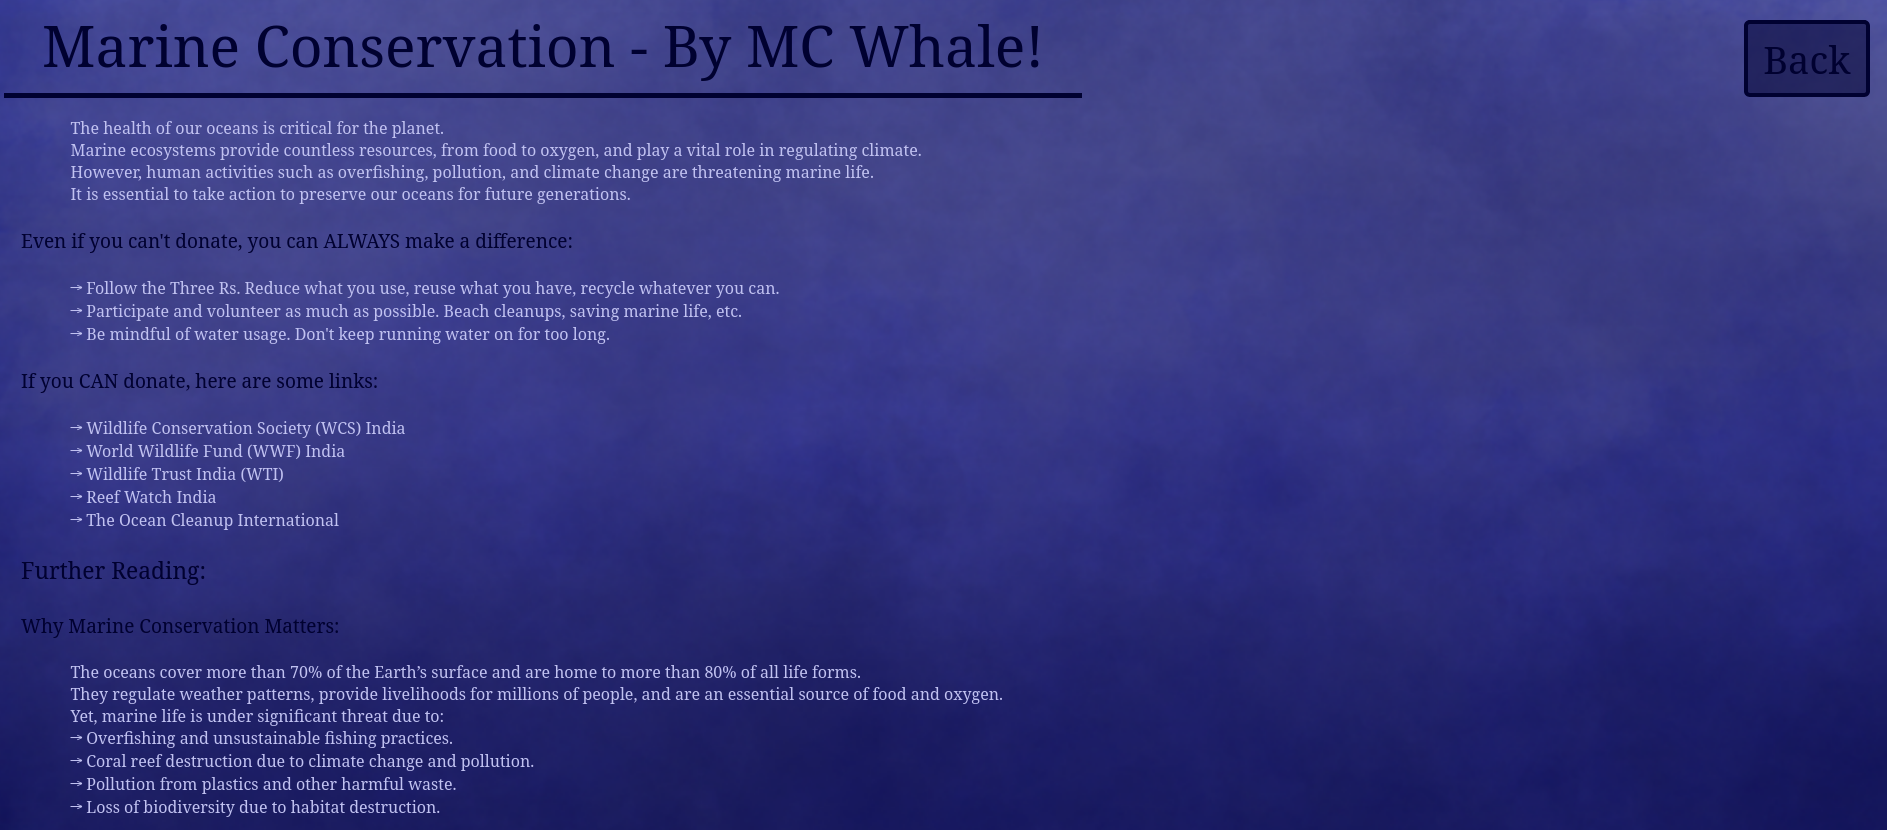 Marine Conservation - By MC Whale!
Back
The health of our oceans is critical for the planet.
Marine ecosystems provide countless resources, from food to oxygen, and play a vital role in regulating climate.
However, human activities such as overfishing, pollution, and climate change are threatening marine life.
It is essential to take action to preserve our oceans for future generations.
Even if you can't donate, you can ALWAYS make a difference:
→ Follow the Three Rs. Reduce what you use, reuse what you have, recycle whatever you can.
→ Participate and volunteer as much as possible. Beach cleanups, saving marine life, etc.
→ Be mindful of water usage. Don't keep running water on for too long.
If you CAN donate, here are some links:
→ Wildlife Conservation Society (WCS) India
→ World Wildlife Fund (WWF) India
→ Wildlife Trust India (WTI)
→ Reef Watch India
→ The Ocean Cleanup International
Further Reading:
Why Marine Conservation Matters:
The oceans cover more than 70% of the Earth’s surface and are home to more than 80% of all life forms.
They regulate weather patterns, provide livelihoods for millions of people, and are an essential source of food and oxygen.
Yet, marine life is under significant threat due to:
→ Overfishing and unsustainable fishing practices.
→ Coral reef destruction due to climate change and pollution.
→ Pollution from plastics and other harmful waste.
→ Loss of biodiversity due to habitat destruction.